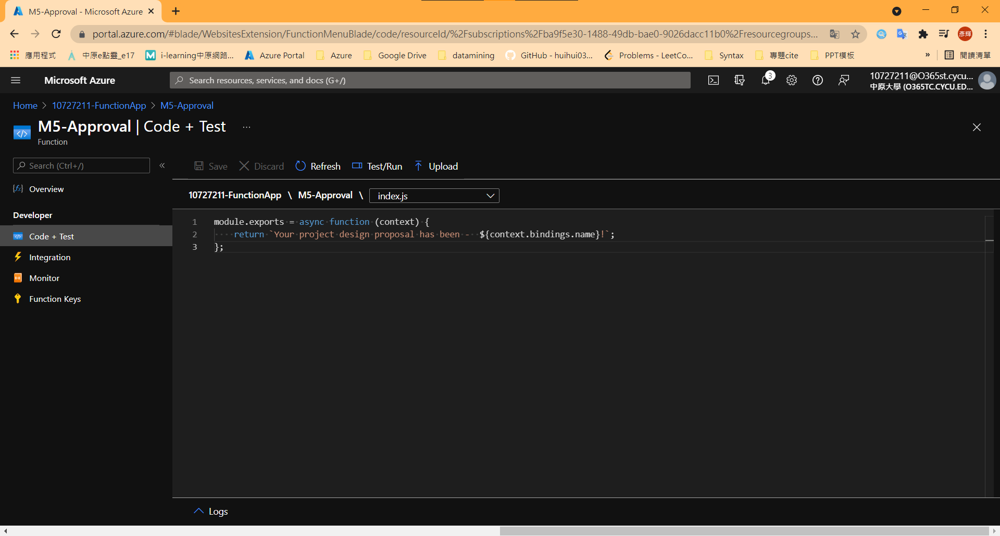 M5-Approval - Microsoft Azure
portal.azure.com/#blade/WebsitesExtension/FunctionMenuBlade/code/resourceId/%2Fsubscriptions%2Fba9f5e30-1488-49db-bae0-9026dacc11b0%2Fresourcegroups...
彥輝
應用程式
中原e點靈_e17
i-learning中原網路...
Azure Portal
Azure
Google Drive
datamining
GitHub - huihui03...
Problems - LeetCo...
Syntax
專題cite
PPT模板
»
閱讀清單
Microsoft Azure
Search resources, services, and docs (G+/)
3
10727211@O365st.cycu...
中原大學 (O365TC.CYCU.ED...
Home > 10727211-FunctionApp > M5-Approval
M5-Approval | Code + Test ...
Function
Search (Ctrl+/)
«
Save
Discard
Refresh
Test/Run
Upload
Overview
Developer
Code + Test
Integration
Monitor
Function Keys
10727211-FunctionApp \ M5-Approval \ index.js
1 module.exports = async function (context) {
2 return `Your project design proposal has been -  ${context.bindings.name}!`;
3 };
Logs